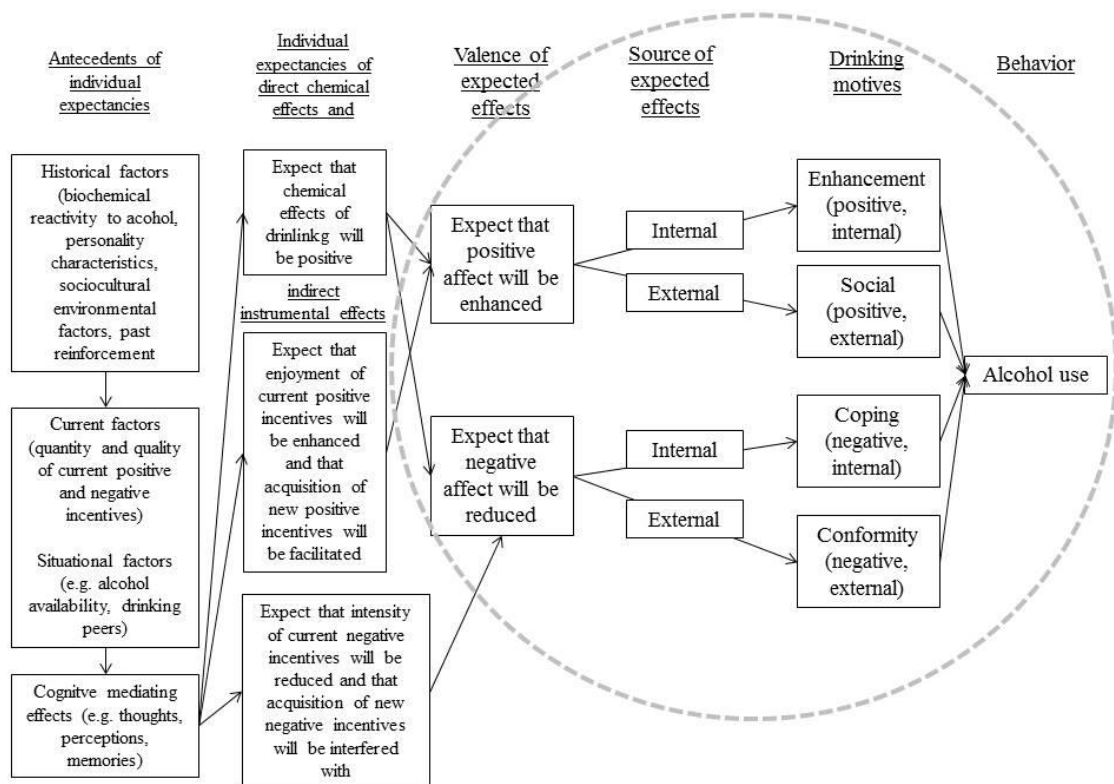 Antecedents of
individual
expectancies
Individual
expectancies of
direct chemical
effects and
Valence of
expected
effects
Source of
expected
effects
Drinking
motives
Behavior
Historical factors
(biochemical
reactivity to acohol,
personality
characteristics,
sociocultural
environmental
factors, past
reinforcement
Current factors
(quantity and quality
of current positive
and negative
incentives)
Situational factors
(e.g. alcohol
availability, drinking
peers)
Cognitve mediating
effects (e.g. thoughts,
perceptions,
memories)
Expect that
chemical
effects of
drinlinkg will
be positive
indirect
instrumental effects
Expect that
enjoyment of
current positive
incentives will
be enhanced
and that
acquisition of
new positive
incentives will
be facilitated
Expect that intensity
of current negative
incentives will be
reduced and that
acquisition of new
negative incentives
will be interfered
with
Expect that
positive
affect will be
enhanced
Expect that
negative
affect will be
reduced
Internal
External
Internal
External
Enhancement
(positive,
internal)
Social
(positive,
external)
Coping
(negative,
internal)
Conformity
(negative,
external)
Alcohol use